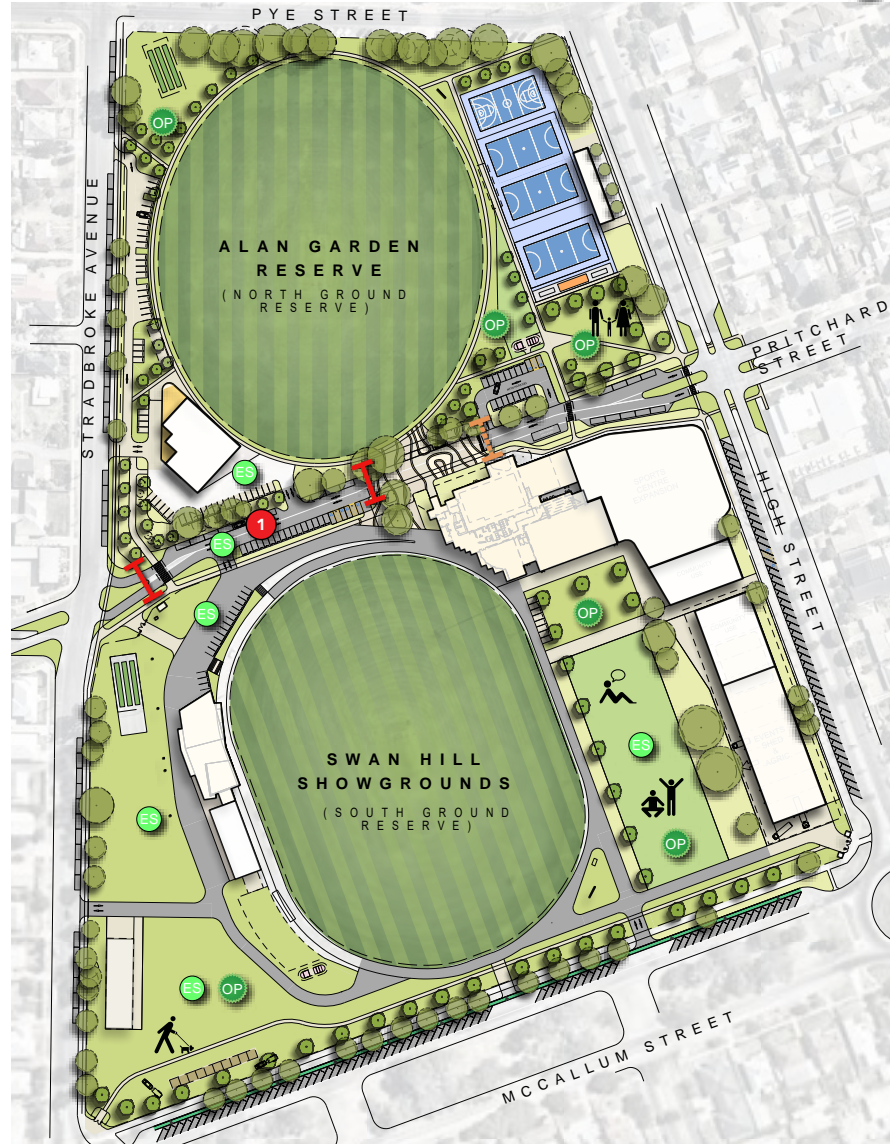 PYE STREET
OP
STRADBROKE AVENUE
ALAN GARDEN
RESERVE
(NORTH GROUND
RESERVE)
OP
OP
PRITCHARD
STREET
ES
HIGH STREET
1
ES
ES
OP
ES
SWAN HILL
SHOWGROUNDS
(SOUTH GROUND
RESERVE)
ES
OP
ES
OP
MCCALLUM STREET